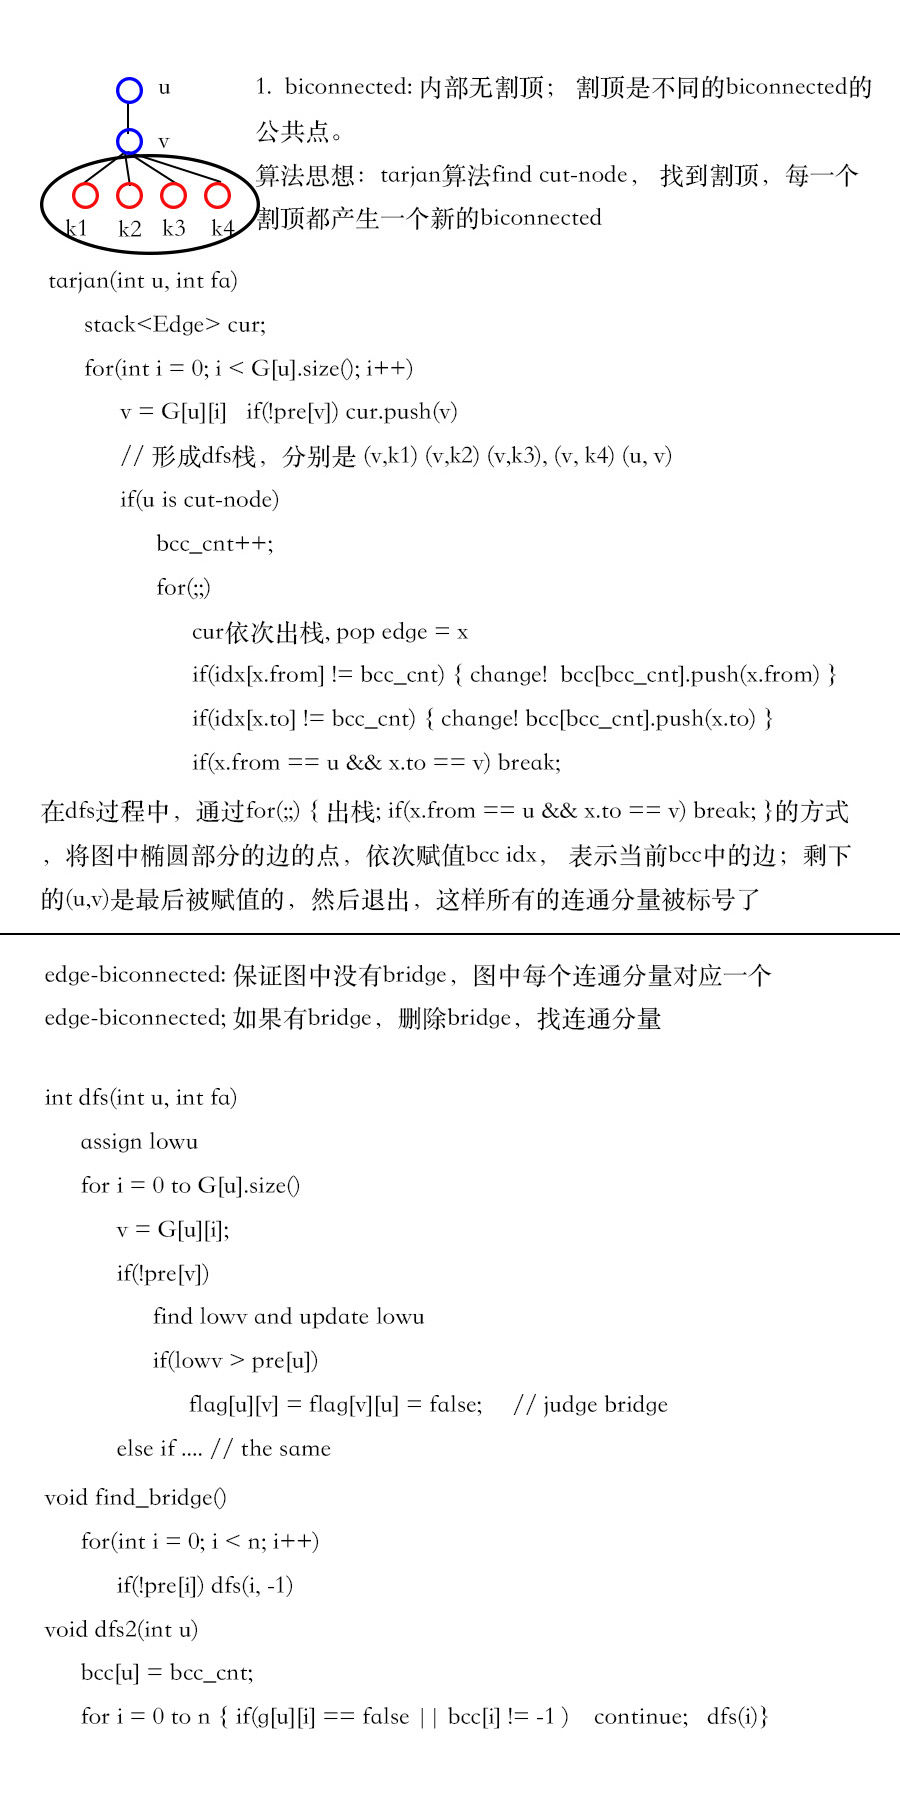 u
v
k1 k2 k3 k4
1. biconnected: 内部无割顶； 割顶是不同的biconnected的
公共点。
算法思想：tarjan算法find cut-node， 找到割顶，每一个
割顶都产生一个新的biconnected
tarjan(int u, int fa)
stack<Edge> cur;
for(int i = 0; i < G[u].size(); i++)
v = G[u][i] if(!pre[v]) cur.push(v)
// 形成dfs栈，分别是 (v,k1) (v,k2) (v,k3), (v, k4) (u, v)
if(u is cut-node)
bcc_cnt++;
for(;;)
cur依次出栈, pop edge = x
if(idx[x.from] != bcc_cnt) { change! bcc[bcc_cnt].push(x.from) }
if(idx[x.to] != bcc_cnt) { change! bcc[bcc_cnt].push(x.to) }
if(x.from == u && x.to == v) break;
在dfs过程中，通过for(;;) { 出栈; if(x.from == u && x.to == v) break; }的方式
，将图中椭圆部分的边的点，依次赋值bcc idx， 表示当前bcc中的边；剩下
的(u,v)是最后被赋值的，然后退出，这样所有的连通分量被标号了
edge-biconnected: 保证图中没有bridge，图中每个连通分量对应一个
edge-biconnected; 如果有bridge，删除bridge，找连通分量
int dfs(int u, int fa)
assign lowu
for i = 0 to G[u].size()
v = G[u][i];
if(!pre[v])
find lowv and update lowu
if(lowv > pre[u])
flag[u][v] = flag[v][u] = false; // judge bridge
else if .... // the same
void find_bridge()
for(int i = 0; i < n; i++)
if(!pre[i]) dfs(i, -1)
void dfs2(int u)
bcc[u] = bcc_cnt;
for i = 0 to n { if(g[u][i] == false || bcc[i] != -1 ) continue; dfs(i)}